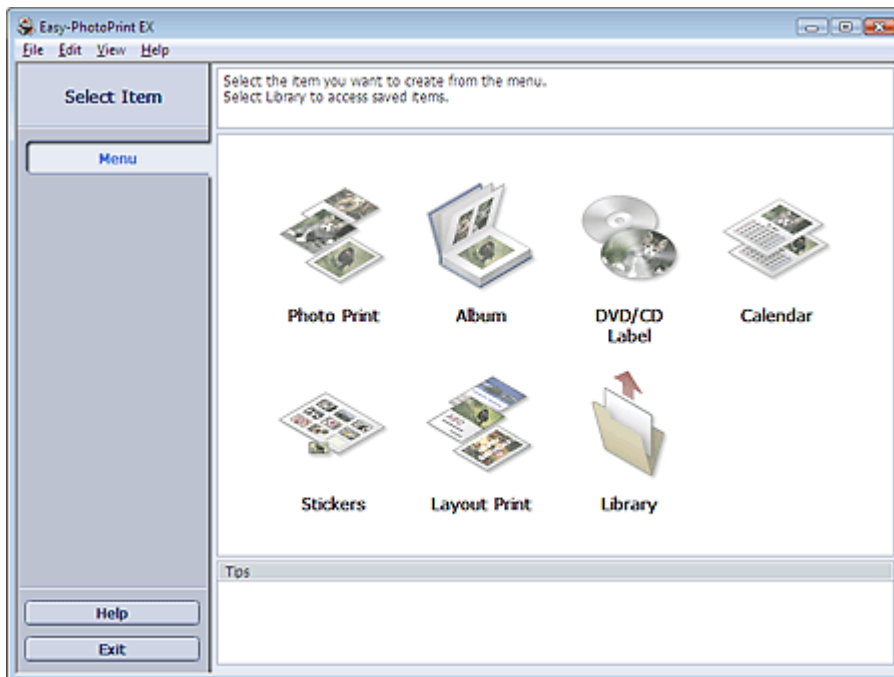 Easy-PhotoPrint EX
File Edit View Help
Select Item
Select the item you want to create from the menu.
Select Library to access saved items.
Menu
Photo Print
Album
DVD/CD
Label
Calendar
Stickers
Layout Print
Library
Tips
Help
Exit